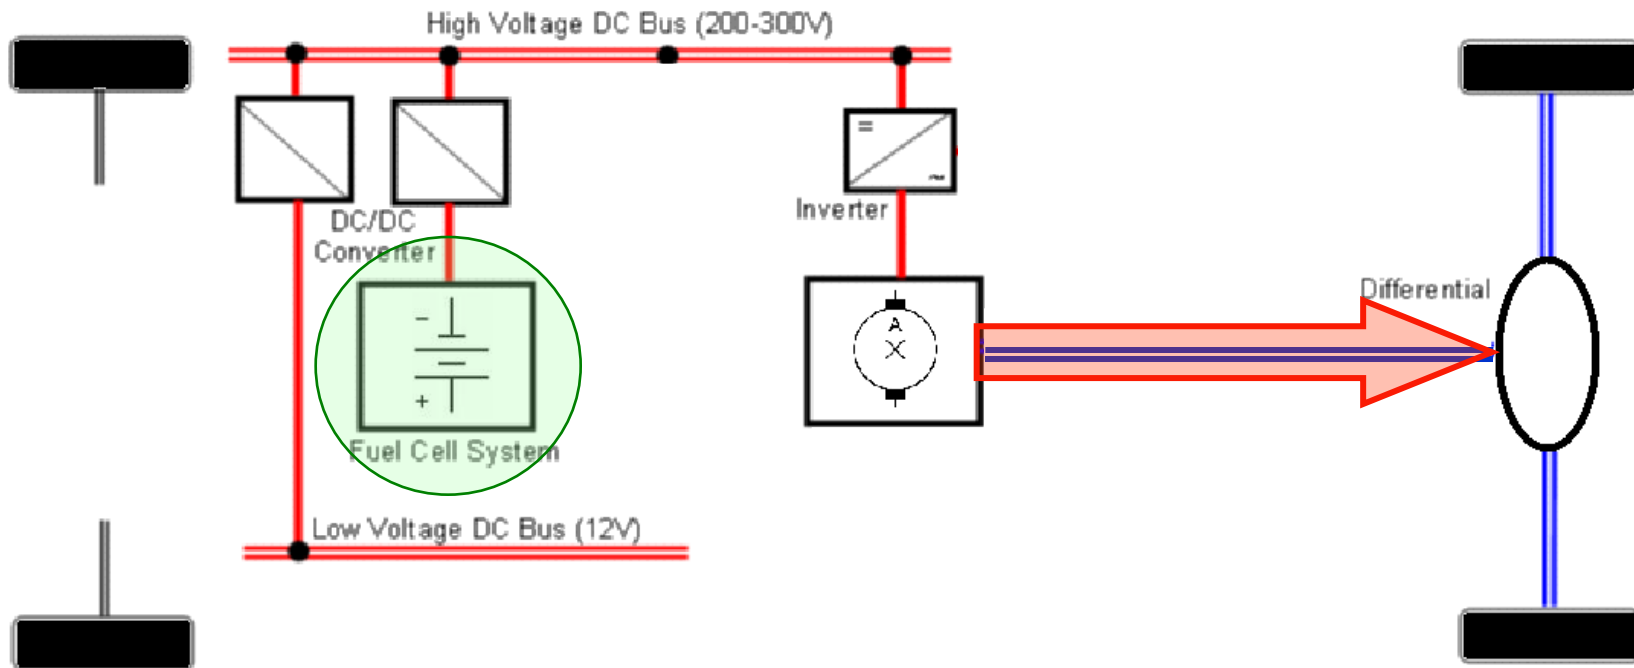 High Voltage DC Bus (200-300V)
=
~
Inverter
DC/DC
Converter
Differential
A
-
+
Fuel Cell System
Low Voltage DC Bus (12V)